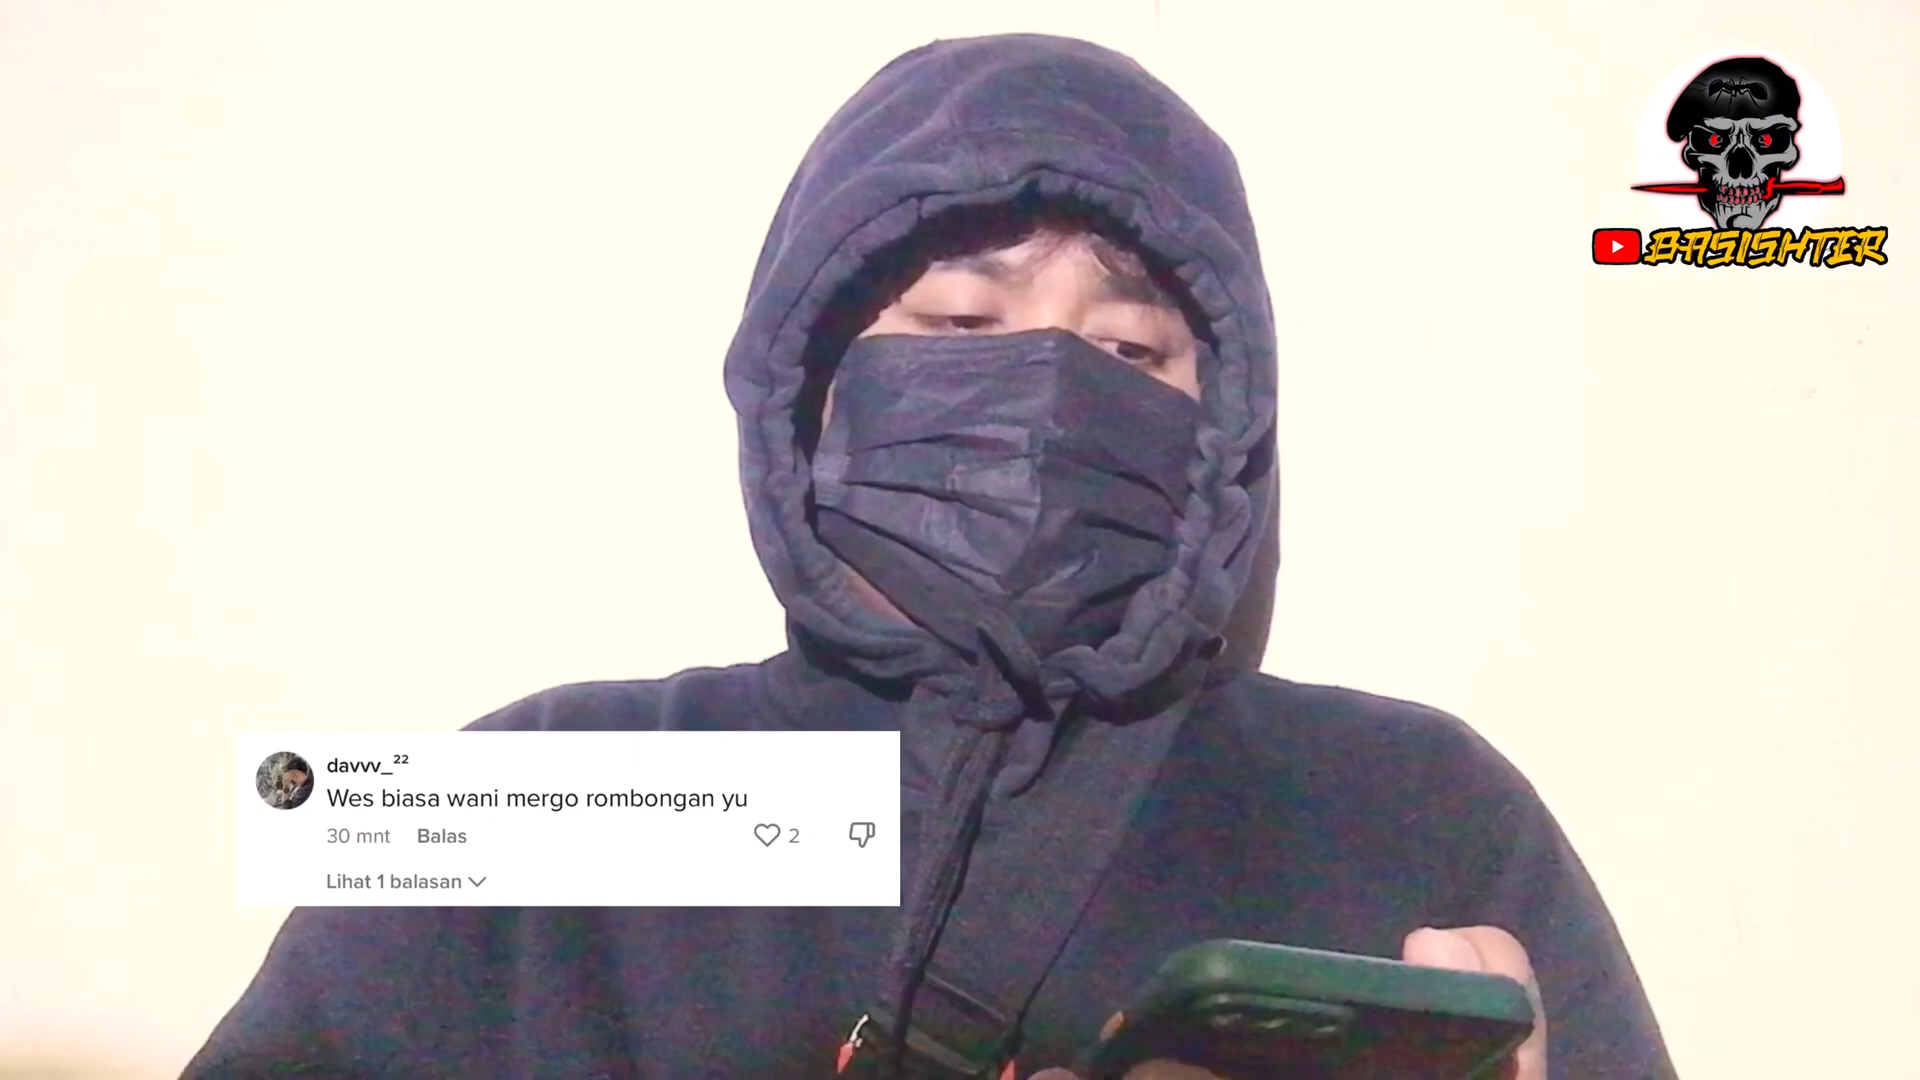 BASISHTER
davvv_²²
Wes biasa wani mergo rombongan yu
30 mnt Balas 2
Lihat 1 balasan